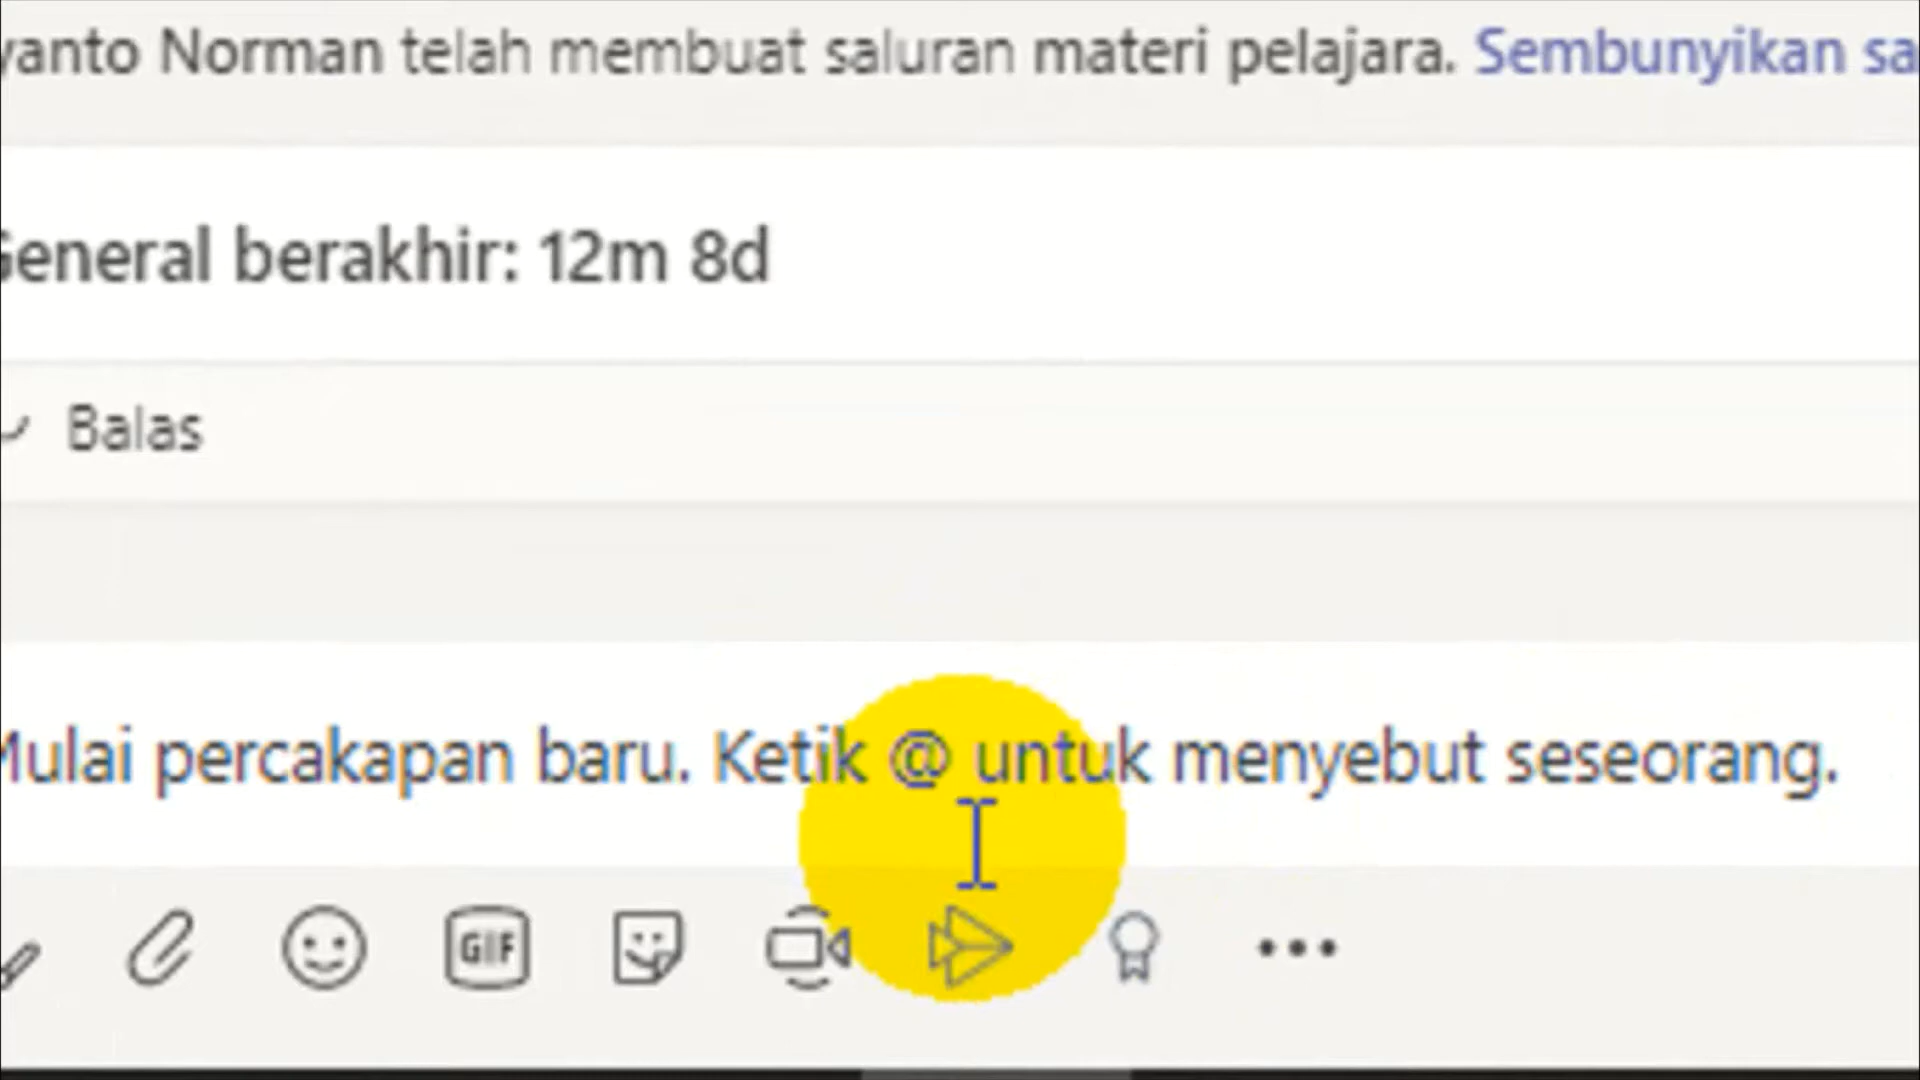 yanto Norman telah membuat saluran materi pelajara. Sembunyikan sa
General berakhir: 12m 8d
Balas
Mulai percakapan baru. Ketik @ untuk menyebut seseorang.
GIF